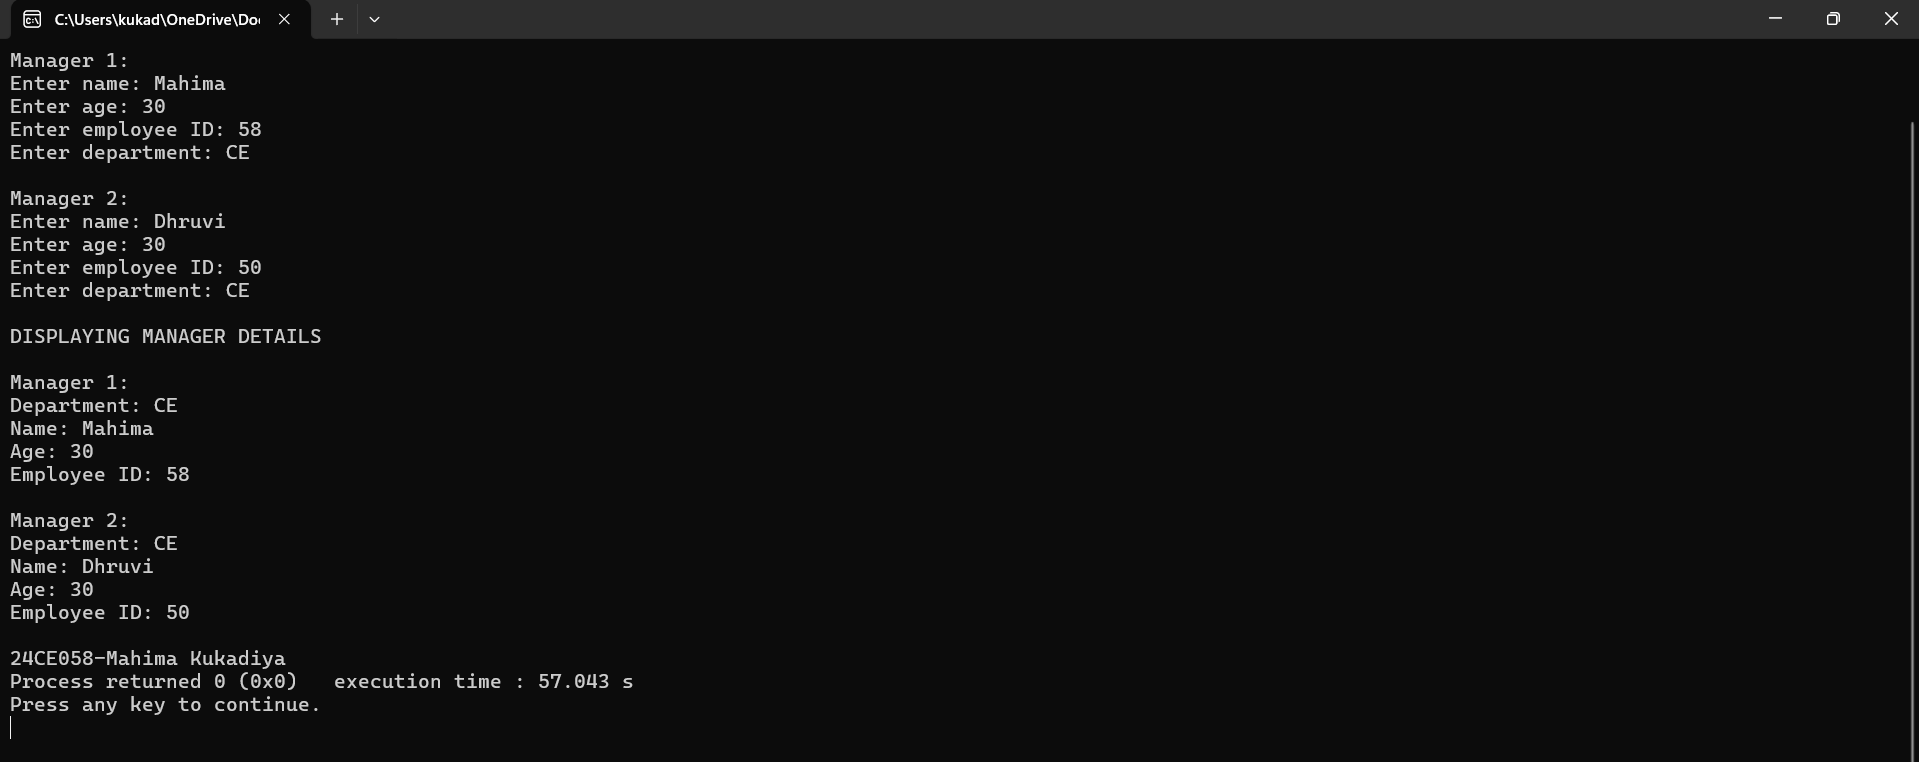 C:\Users\kukad\OneDrive\Do
Manager 1:
Enter name: Mahima
Enter age: 30
Enter employee ID: 58
Enter department: CE
Manager 2:
Enter name: Dhruvi
Enter age: 30
Enter employee ID: 50
Enter department: CE
DISPLAYING MANAGER DETAILS
Manager 1:
Department: CE
Name: Mahima
Age: 30
Employee ID: 58
Manager 2:
Department: CE
Name: Dhruvi
Age: 30
Employee ID: 50
24CE058-Mahima Kukadiya
Process returned 0 (0x0)   execution time : 57.043 s
Press any key to continue.